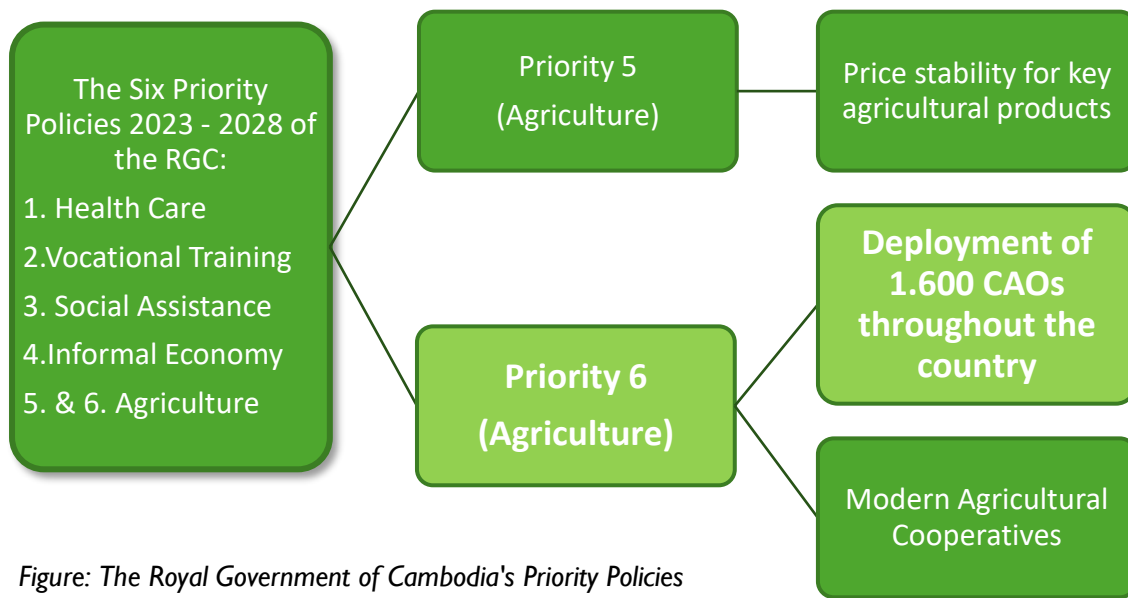 The Six Priority
Policies 2023 - 2028 of
the RGC:
1. Health Care
2.Vocational Training
3. Social Assistance
4.Informal Economy
5. & 6. Agriculture
Priority 5
(Agriculture)
Price stability for key
agricultural products
Priority 6
(Agriculture)
Deployment of
1.600 CAOs
throughout the
country
Modern Agricultural
Cooperatives
Figure: The Royal Government of Cambodia's Priority Policies